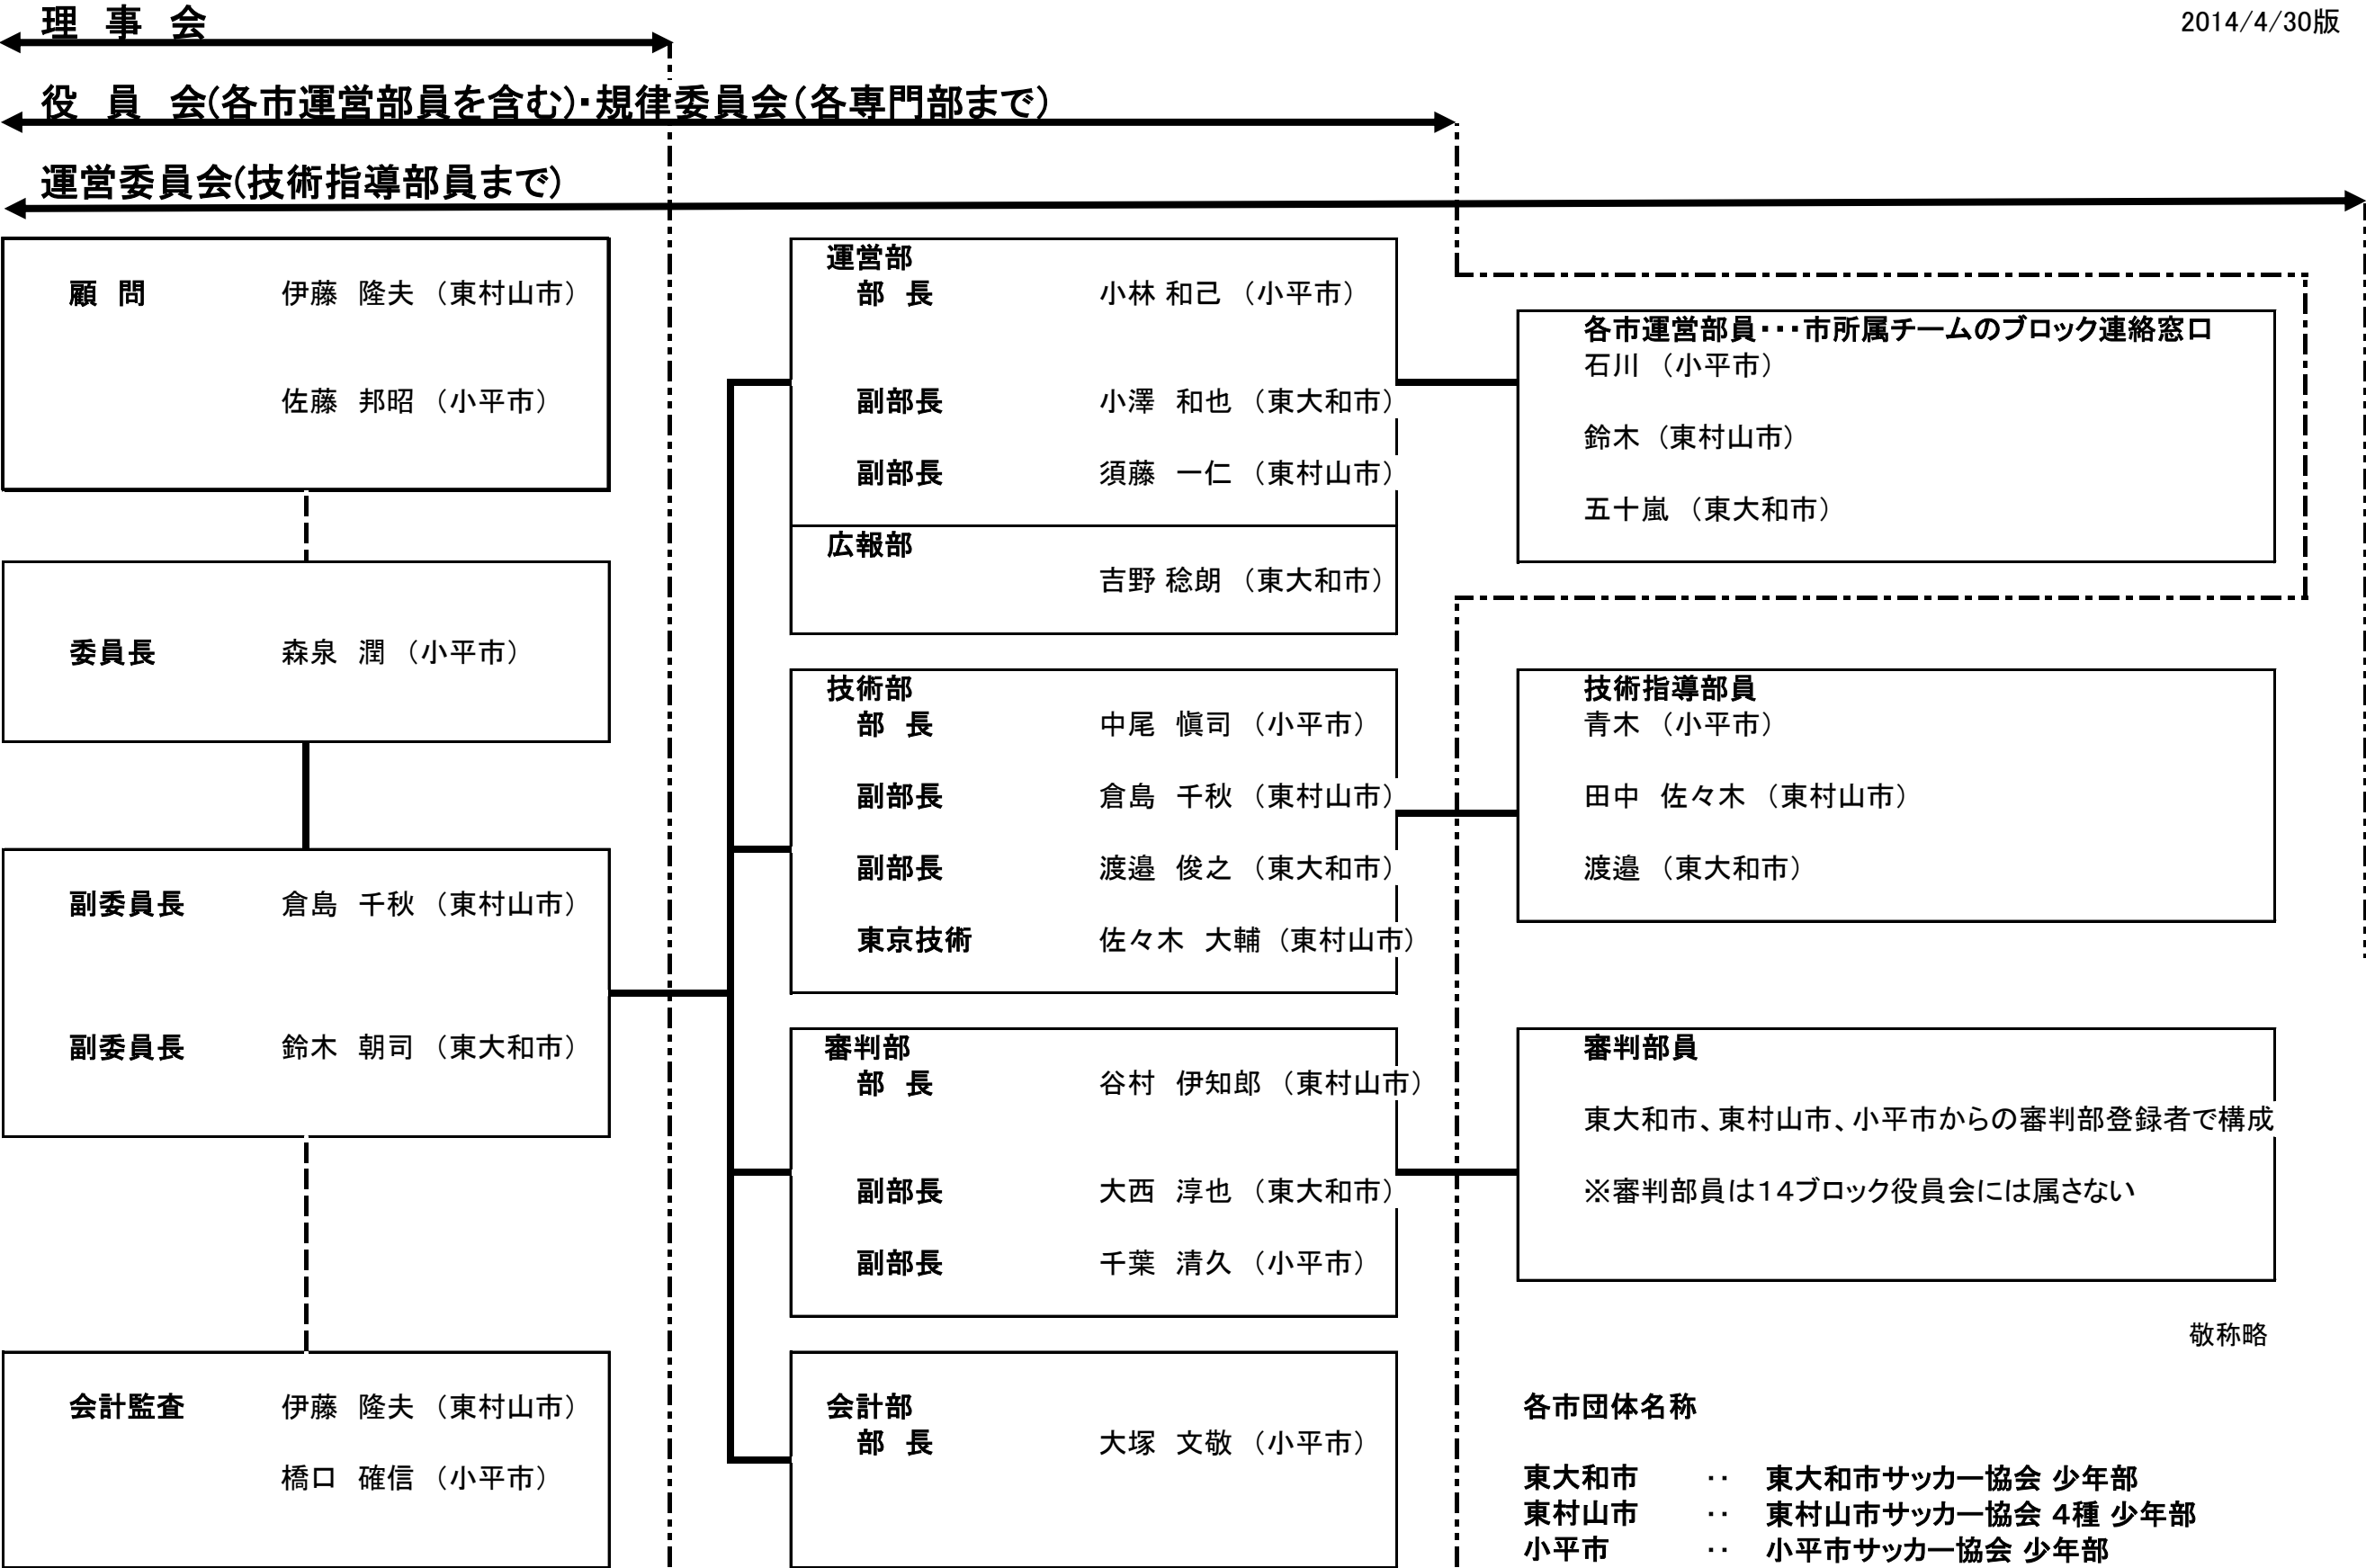 理　事　会
2014/4/30版
役　員　会(各市運営部員を含む)・規律委員会(各専門部まで)
運営委員会(技術指導部員まで)
顧　問　伊藤　隆夫（東村山市）
佐藤　邦昭（小平市）
委員長　森泉　潤（小平市）
副委員長　倉島　千秋（東村山市）
副委員長　鈴木　朝司（東大和市）
会計監査　伊藤　隆夫（東村山市）
橋口　確信（小平市）
運営部
部　長　小林 和己（小平市）
副部長　小澤　和也（東大和市）
副部長　須藤　一仁（東村山市）
広報部
吉野 稔朗（東大和市）
技術部
部　長　中尾　愼司（小平市）
副部長　倉島　千秋（東村山市）
副部長　渡邉　俊之（東大和市）
東京技術　佐々木　大輔（東村山市）
審判部
部　長　谷村　伊知郎（東村山市）
副部長　大西　淳也（東大和市）
副部長　千葉　清久（小平市）
会計部
部　長　大塚　文敬（小平市）
各市運営部員・・・市所属チームのブロック連絡窓口
石川（小平市）
鈴木（東村山市）
五十嵐（東大和市）
技術指導部員
青木（小平市）
田中　佐々木（東村山市）
渡邉（東大和市）
審判部員
東大和市、東村山市、小平市からの審判部登録者で構成
※審判部員は１４ブロック役員会には属さない
敬称略
各市団体名称
東大和市　‥　東大和市サッカー協会 少年部
東村山市　‥　東村山市サッカー協会 4種 少年部
小平市　‥　小平市サッカー協会 少年部